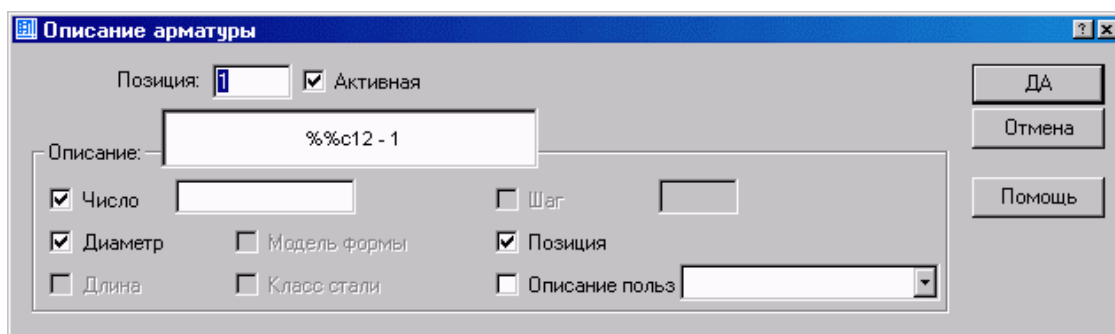 Описание арматуры
Позиция: 1 Активная ДА
%%c12 - 1 Отмена
Описание:
Число Шаг Помощь
Диаметр Модель формы Позиция
Длина Класс стали Описание польз